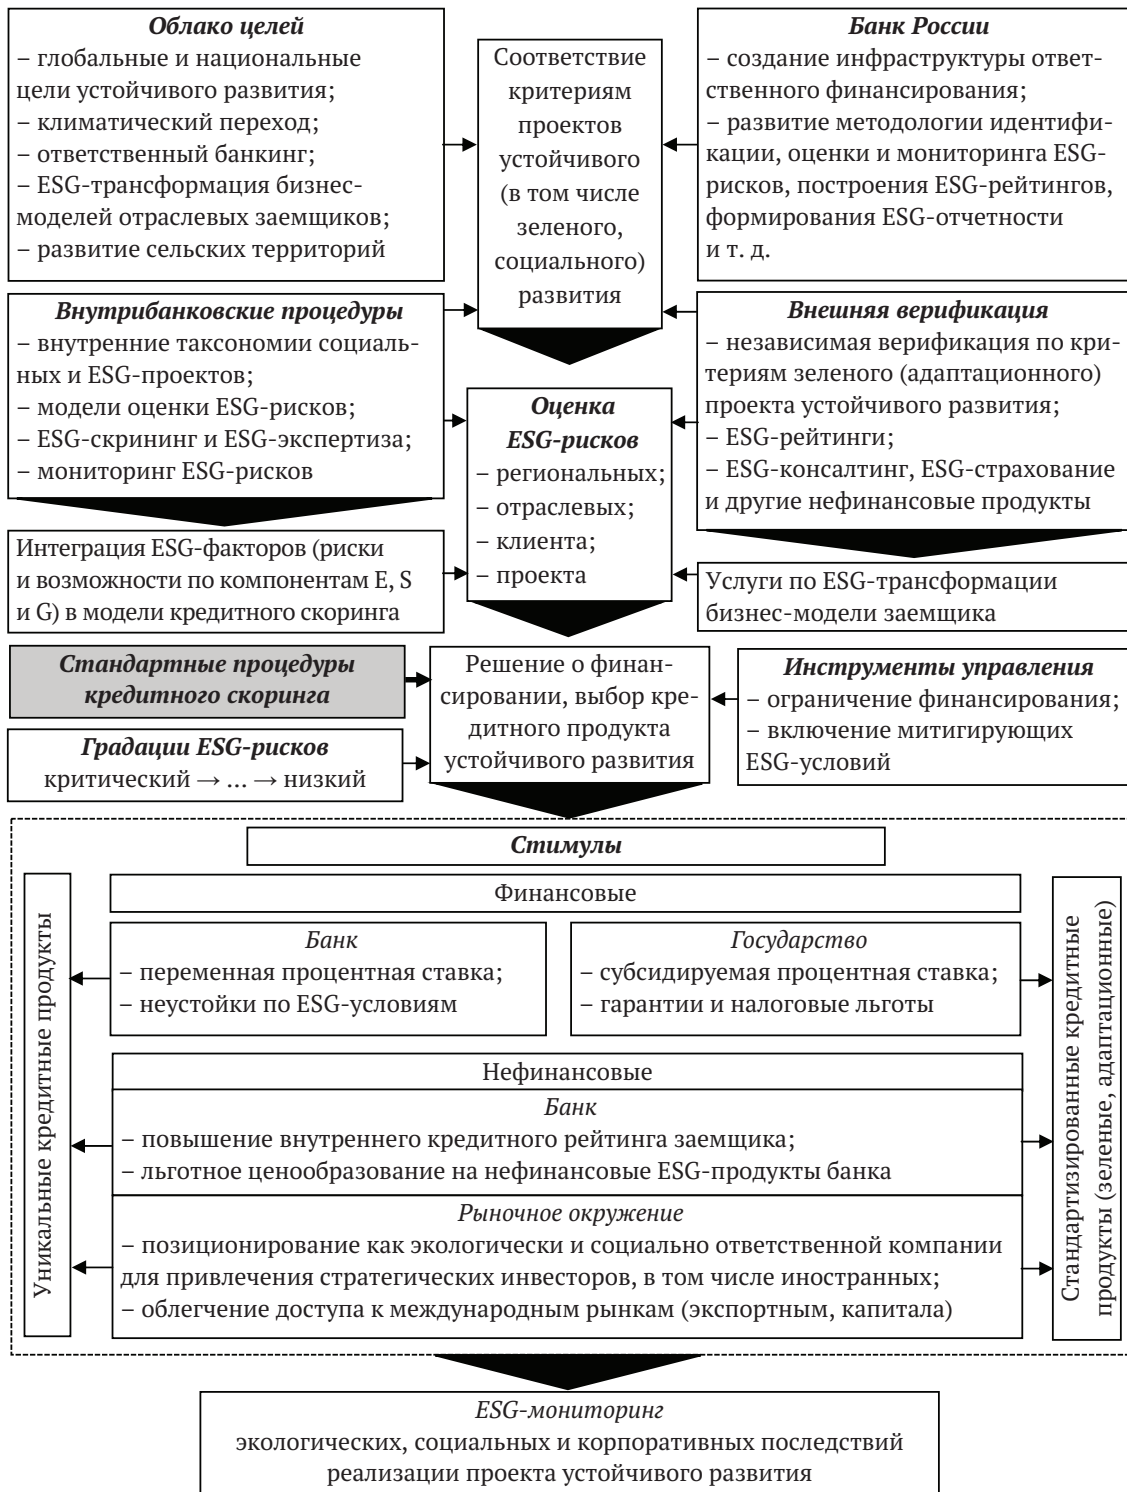 Облако целей
– глобальные и национальные
цели устойчивого развития;
– климатический переход;
– ответственный банкинг;
– ESG-трансформация бизнес-
моделей отраслевых заемщиков;
– развитие сельских территорий
Соответствие
критериям
проектов
устойчивого
(в том числе
зеленого,
социального)
развития
Банк России
– создание инфраструктуры ответ-
ственного финансирования;
– развитие методологии идентифи-
кации, оценки и мониторинга ESG-
рисков, построения ESG-рейтингов,
формирования ESG-отчетности
и т. д.
Внутрибанковские процедуры
– внутренние таксономии социаль-
ных и ESG-проектов;
– модели оценки ESG-рисков;
– ESG-скрининг и ESG-экспертиза;
– мониторинг ESG-рисков
Оценка
ESG-рисков
– региональных;
– отраслевых;
– клиента;
– проекта
Внешняя верификация
– независимая верификация по кри-
териям зеленого (адаптационного)
проекта устойчивого развития;
– ESG-рейтинги;
– ESG-консалтинг, ESG-страхование
и другие нефинансовые продукты
Интеграция ESG-факторов (риски
и возможности по компонентам E, S
и G) в модели кредитного скоринга
Услуги по ESG-трансформации
бизнес-модели заемщика
Стандартные процедуры
кредитного скоринга
Решение о финан-
сировании, выбор кре-
дитного продукта
устойчивого развития
Инструменты управления
– ограничение финансирования;
– включение митигирующих
ESG-условий
Градации ESG-рисков
критический → ... → низкий
Стимулы
Финансовые
Банк
– переменная процентная ставка;
– неустойки по ESG-условиям
Государство
– субсидируемая процентная ставка;
– гарантии и налоговые льготы
Нефинансовые
Банк
– повышение внутреннего кредитного рейтинга заемщика;
– льготное ценообразование на нефинансовые ESG-продукты банка
Рыночное окружение
– позиционирование как экологически и социально ответственной компании
для привлечения стратегических инвесторов, в том числе иностранных;
– облегчение доступа к международным рынкам (экспортным, капитала)
Уникальные кредитные продукты
Стандартизированные кредитные
продукты (зеленые, адаптационные)
ESG-мониторинг
экологических, социальных и корпоративных последствий
реализации проекта устойчивого развития